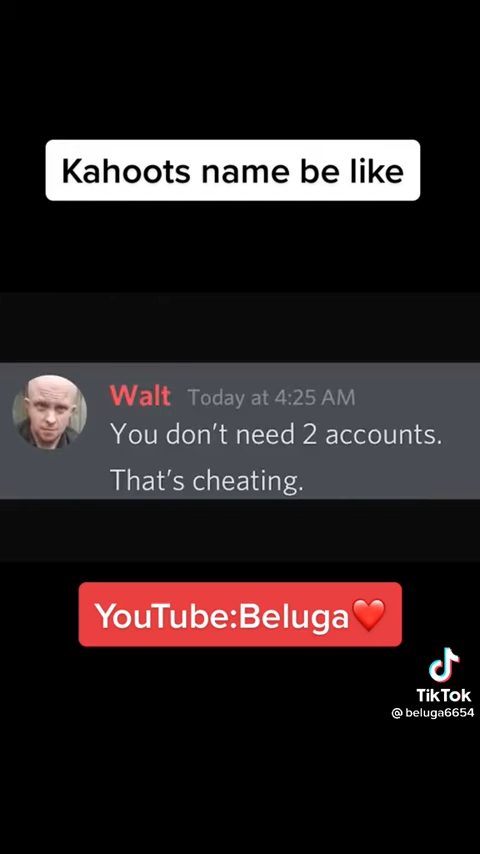 Kahoots name be like
Walt Today at 4:25 AM
You don't need 2 accounts.
That's cheating.
YouTube:Beluga❤️
TikTok
@ beluga6654